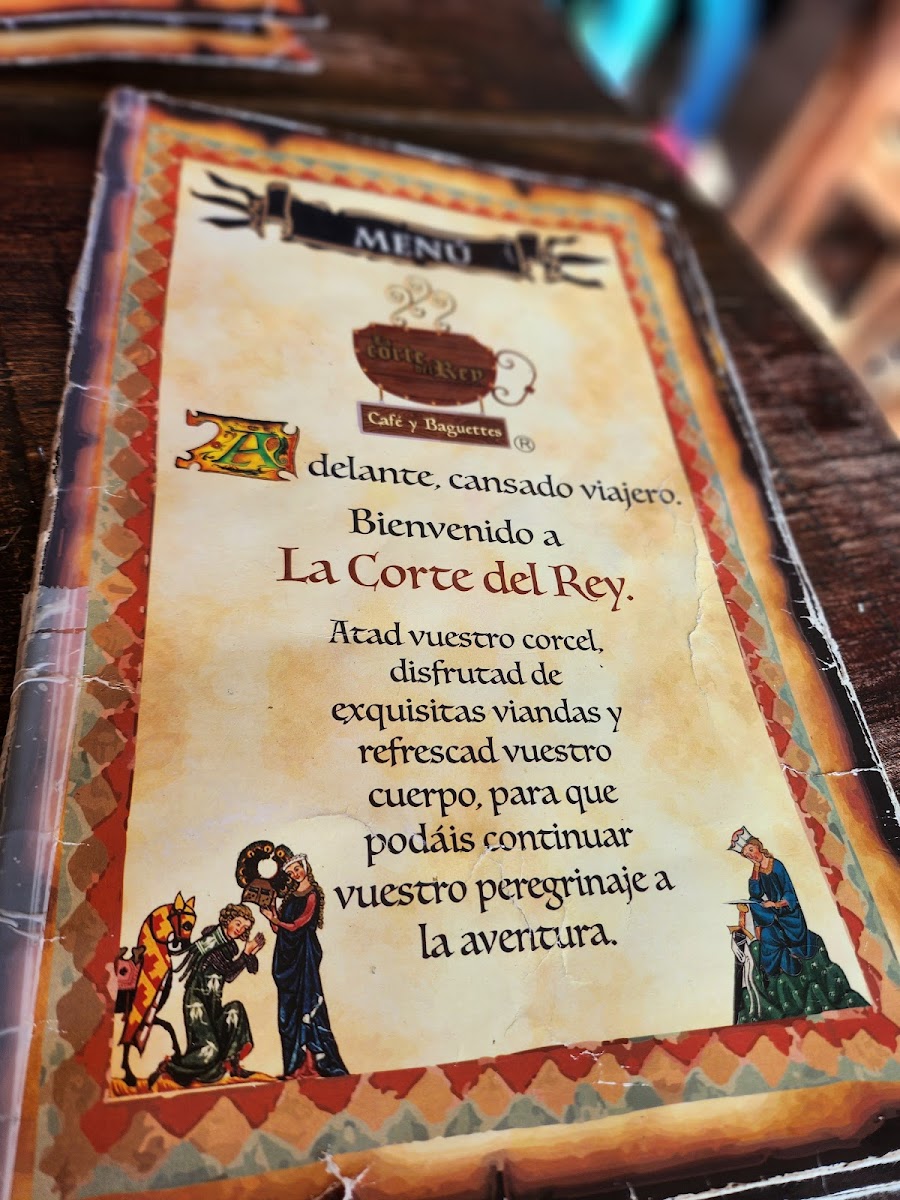 MENÚ
La
Corte
del Rey
Café y Baguettes
®
Adelante, cansado viajero.
Bienvenido a
La Corte del Rey.
Atad vuestro corcel,
disfrutad de
exquisitas viandas y
refrescad vuestro
cuerpo, para que
podáis continuar
vuestro peregrinaje a
la aventura.